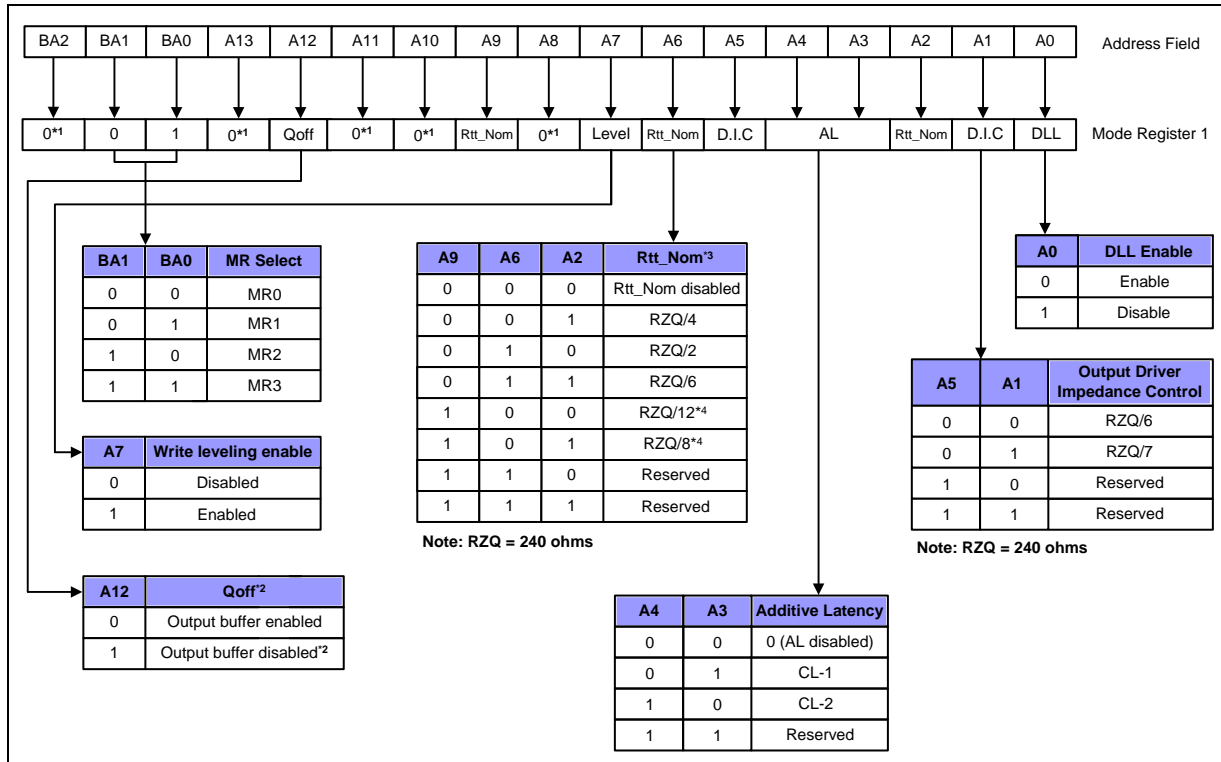 BA2 BA1 BA0 A13 A12 A11 A10 A9 A8 A7 A6 A5 A4 A3 A2 A1 A0 Address Field
0*1 0 1 0*1 Qoff 0*1 0*1 Rtt_Nom 0*1 Level Rtt_Nom D.I.C AL Rtt_Nom D.I.C DLL Mode Register 1
BA1 BA0 MR Select
0 0 MR0
0 1 MR1
1 0 MR2
1 1 MR3
A7 Write leveling enable
0 Disabled
1 Enabled
A12 Qoff*2
0 Output buffer enabled
1 Output buffer disabled*2
A9 A6 A2 Rtt_Nom*3
0 0 0 Rtt_Nom disabled
0 0 1 RZQ/4
0 1 0 RZQ/2
0 1 1 RZQ/6
1 0 0 RZQ/12*4
1 0 1 RZQ/8*4
1 1 0 Reserved
1 1 1 Reserved
Note: RZQ = 240 ohms
A4 A3 Additive Latency
0 0 0 (AL disabled)
0 1 CL-1
1 0 CL-2
1 1 Reserved
A0 DLL Enable
0 Enable
1 Disable
A5 A1 Output Driver
Impedance Control
0 0 RZQ/6
0 1 RZQ/7
1 0 Reserved
1 1 Reserved
Note: RZQ = 240 ohms